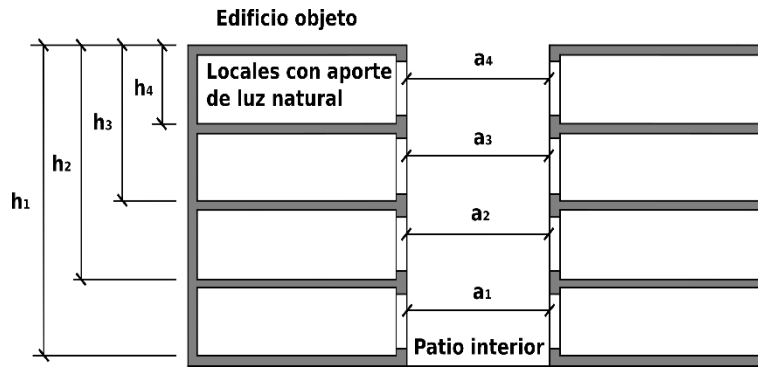 Edificio objeto
Locales con aporte
de luz natural
h4
h3
h2
h1
a4
a3
a2
a1
Patio interior